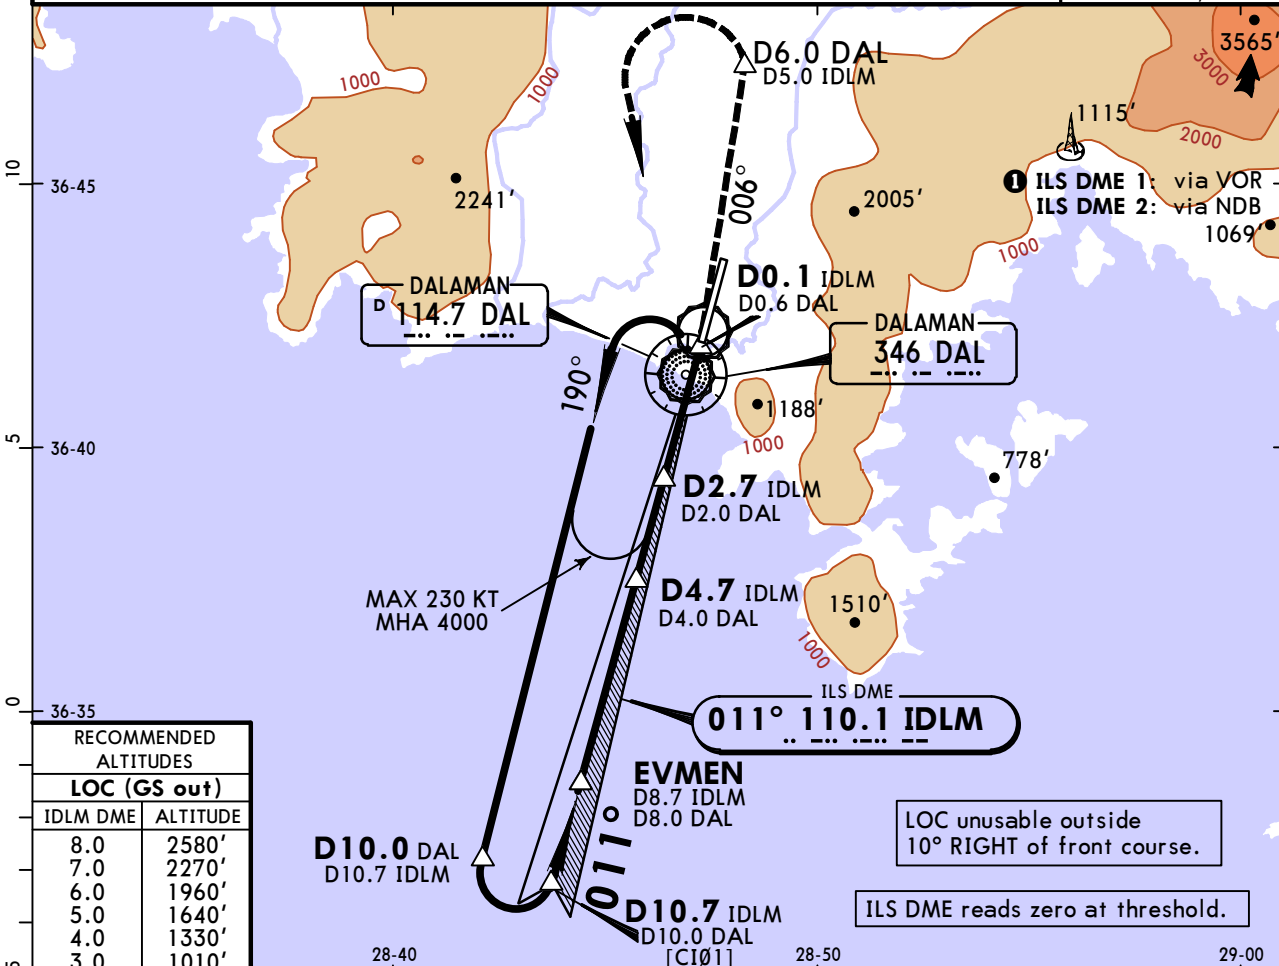 D6.0 DAL
D5.0 IDLM
3565'
3000
1000
1000
1115'
2000
10
36-45
2241'
006°
2005'
❶ ILS DME 1: via VOR
ILS DME 2: via NDB
1069'
1000
DALAMAN
D 114.7 DAL
D0.1 IDLM
D0.6 DAL
DALAMAN
346 DAL
190°
1188'
1000
5
36-40
778'
D2.7 IDLM
D2.0 DAL
MAX 230 KT
MHA 4000
D4.7 IDLM
D4.0 DAL
1510'
1000
0
36-35
ILS DME
011° 110.1 IDLM
RECOMMENDED
ALTITUDES
LOC (GS out)
IDLM DME ALTITUDE
8.0 2580'
7.0 2270'
6.0 1960'
5.0 1640'
4.0 1330'
3.0 1010'
EVMEN
D8.7 IDLM
D8.0 DAL
011°
D10.0 DAL
D10.7 IDLM
D10.7 IDLM
D10.0 DAL
[CI01]
LOC unusable outside
10° RIGHT of front course.
ILS DME reads zero at threshold.
28-40
28-50
29-00